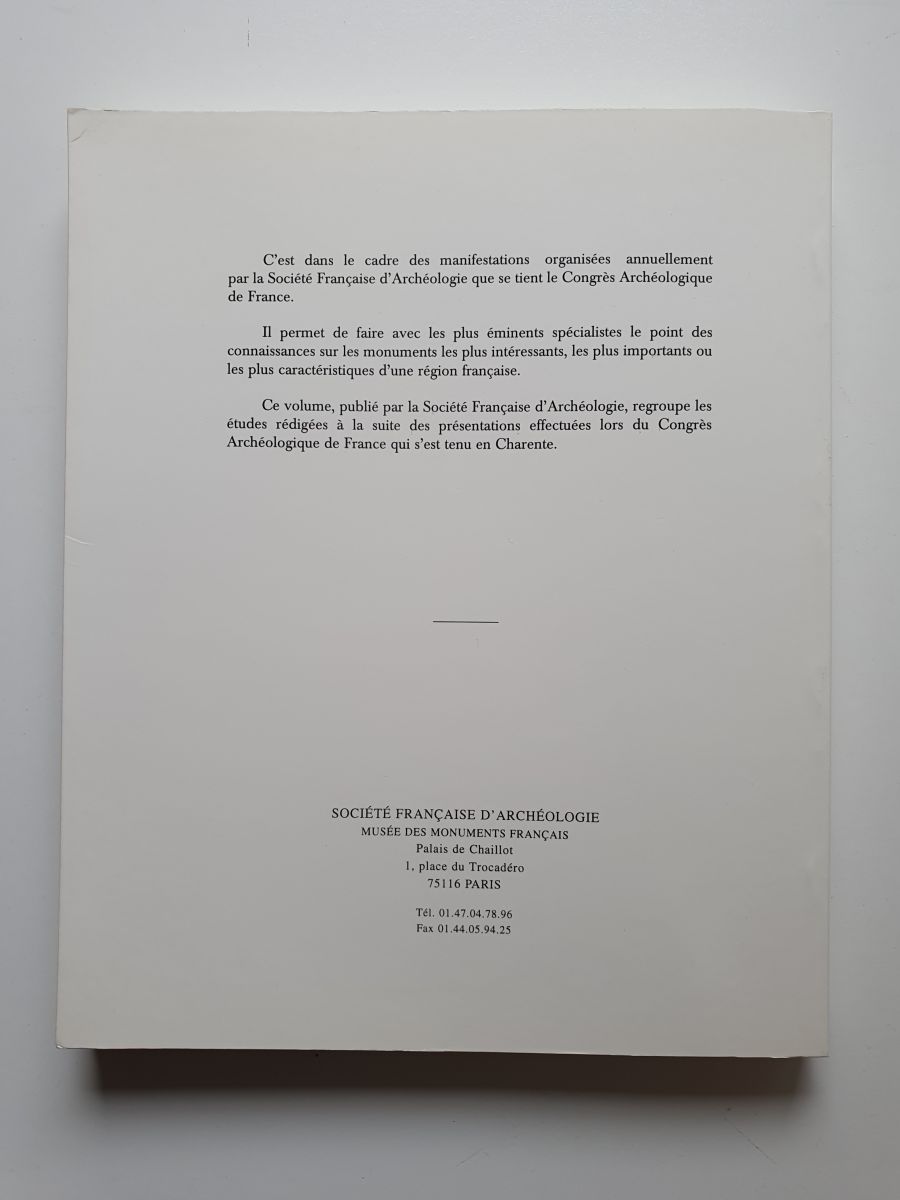 C'est dans le cadre des manifestations organisées annuellement
par la Société Française d'Archéologie que se tient le Congrès Archéologique
de France.
Il permet de faire avec les plus éminents spécialistes le point des
connaissances sur les monuments les plus intéressants, les plus importants ou
les plus caractéristiques d'une région française.
Ce volume, publié par la Société Française d'Archéologie, regroupe les
études rédigées à la suite des présentations effectuées lors du Congrès
Archéologique de France qui s'est tenu en Charente.
SOCIÉTÉ FRANÇAISE D'ARCHÉOLOGIE
MUSÉE DES MONUMENTS FRANÇAIS
Palais de Chaillot
1, place du Trocadéro
75116 PARIS
Tél. 01.47.04.78.96
Fax 01.44.05.94.25